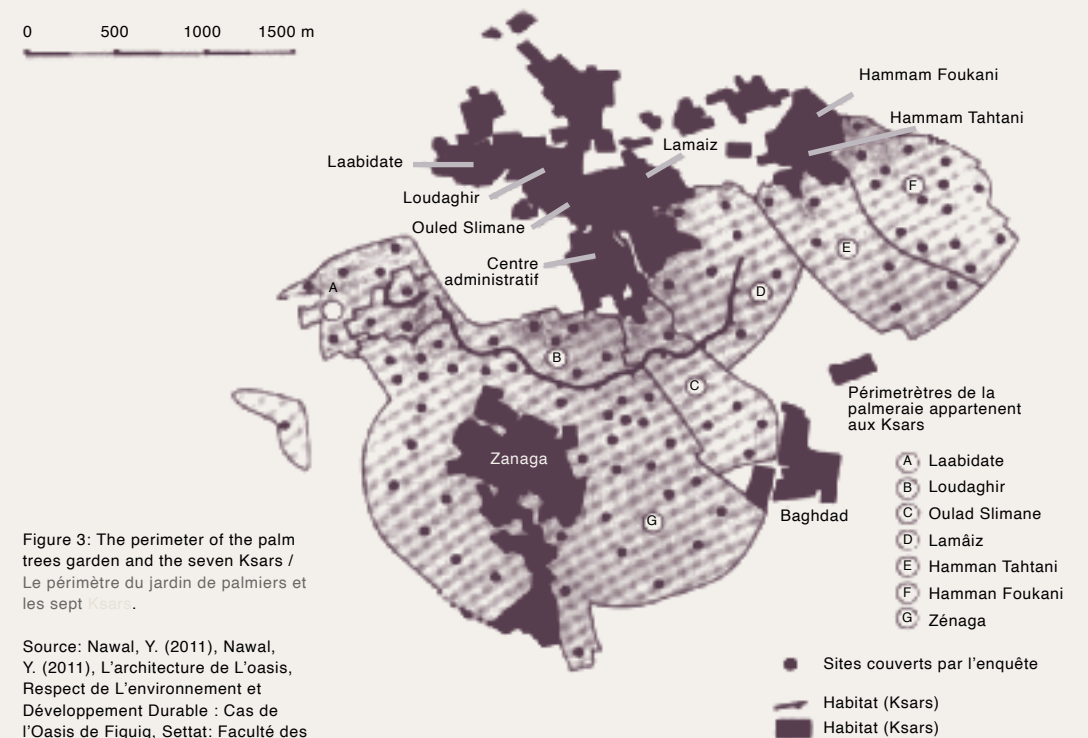 0 500 1000 1500 m
Hammam Foukani
Hammam Tahtani
Lamaiz
Laabidate
Loudaghir
Ouled Slimane
Centre
administratif
A
B
C
D
E
F
G
Zanaga
Baghdad
Périmetrètres de la
palmeraie appartenent
aux Ksars
A Laabidate
B Loudaghir
C Oulad Slimane
D Lamâiz
E Hamman Tahtani
F Hamman Foukani
G Zénaga
Sites couverts par l'enquête
Habitat (Ksars)
Habitat (Ksars)
Figure 3: The perimeter of the palm
trees garden and the seven Ksars /
Le périmètre du jardin de palmiers et
les sept Ksars.
Source: Nawal, Y. (2011), Nawal,
Y. (2011), L'architecture de L'oasis,
Respect de L'environnement et
Développement Durable : Cas de
l'Oasis de Figuig, Settat: Faculté des